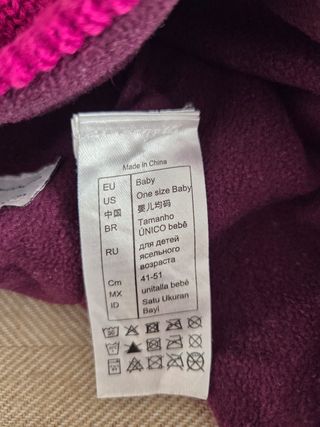 Made in China
EU Baby
US One size Baby
中国 婴儿均码
BR Tamanho
ÚNICO bebê
RU для детей
ясельного
возраста
Cm 41-51
MX unitalla bebé
ID Satu Ukuran
Bayi